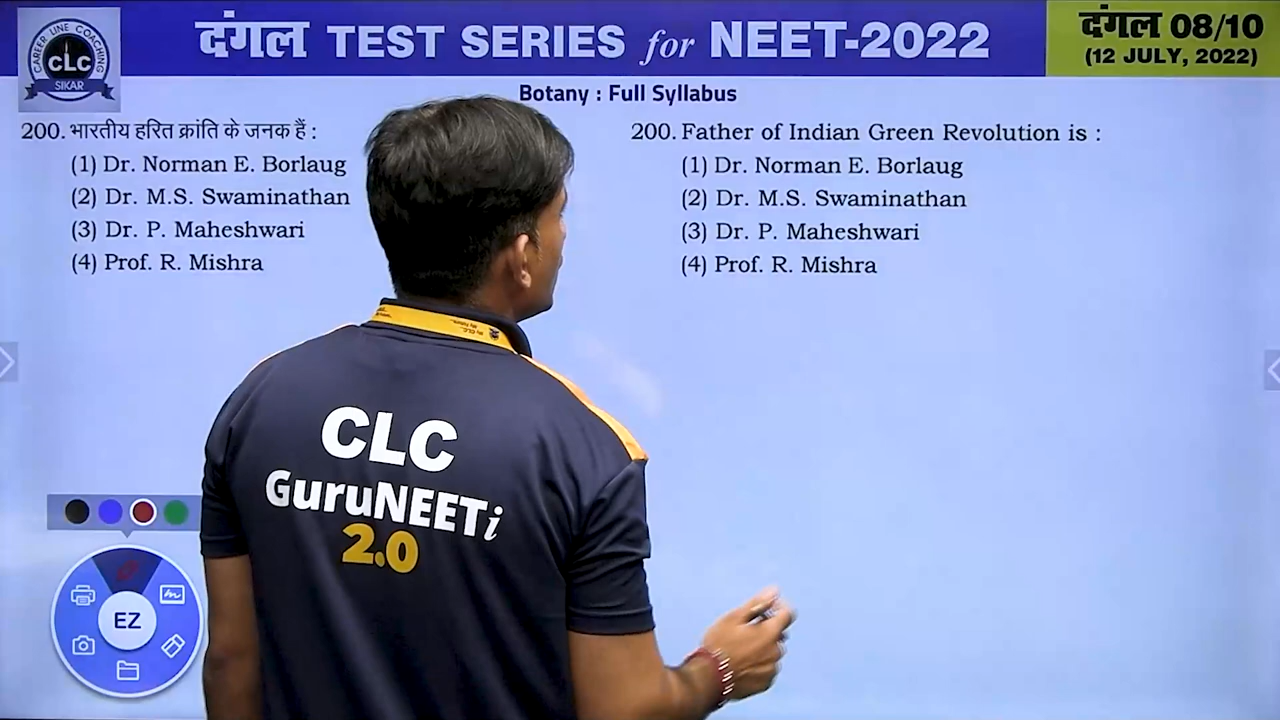 CAREER LINE COACHING
CLC
SIKAR
दंगल TEST SERIES for NEET-2022
दंगल 08/10
(12 JULY, 2022)
Botany : Full Syllabus
200. भारतीय हरित क्रांति के जनक हैं :
(1) Dr. Norman E. Borlaug
(2) Dr. M.S. Swaminathan
(3) Dr. P. Maheshwari
(4) Prof. R. Mishra
200. Father of Indian Green Revolution is :
(1) Dr. Norman E. Borlaug
(2) Dr. M.S. Swaminathan
(3) Dr. P. Maheshwari
(4) Prof. R. Mishra
CLC
GuruNEETi
2.0
EZ